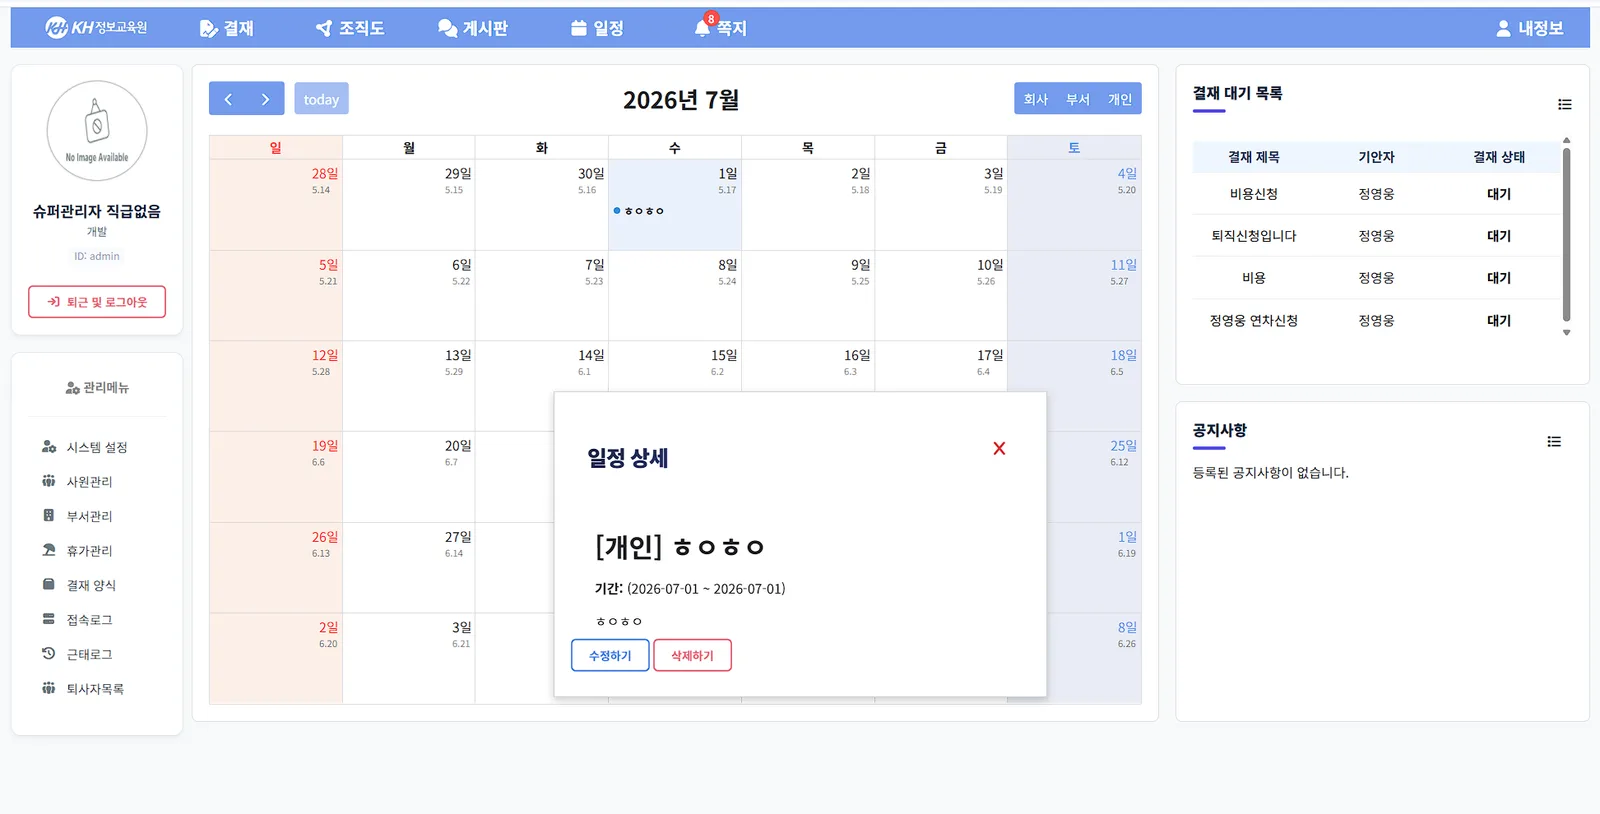 KH정보교육원 결재 조직도 게시판 일정 8 쪽지 내정보
No Image Available
슈퍼관리자 직급없음
개발
ID: admin
퇴근 및 로그아웃
관리메뉴
시스템 설정
사원관리
부서관리
휴가관리
결재 양식
접속로그
근태로그
퇴사자목록
today 2026년 7월 회사 부서 개인
일 월 화 수 목 금 토
28일 29일 30일 1일 2일 3일 4일
5.14 5.15 5.16 5.17 5.18 5.19 5.20
ㅎㅇㅎㅇ
5일 6일 7일 8일 9일 10일 11일
5.21 5.22 5.23 5.24 5.25 5.26 5.27
12일 13일 14일 15일 16일 17일 18일
5.28 5.29 6.1 6.2 6.3 6.4 6.5
19일 20일 25일
6.6 6.7 6.12
26일 27일 1일
6.13 6.14 6.19
2일 3일 8일
6.20 6.21 6.26
일정 상세 X
[개인] ㅎㅇㅎㅇ
기간: (2026-07-01 ~ 2026-07-01)
ㅎㅇㅎㅇ
수정하기 삭제하기
결재 대기 목록
결재 제목 기안자 결재 상태
비용신청 정영웅 대기
퇴직신청입니다 정영웅 대기
비용 정영웅 대기
정영웅 연차신청 정영웅 대기
공지사항
등록된 공지사항이 없습니다.